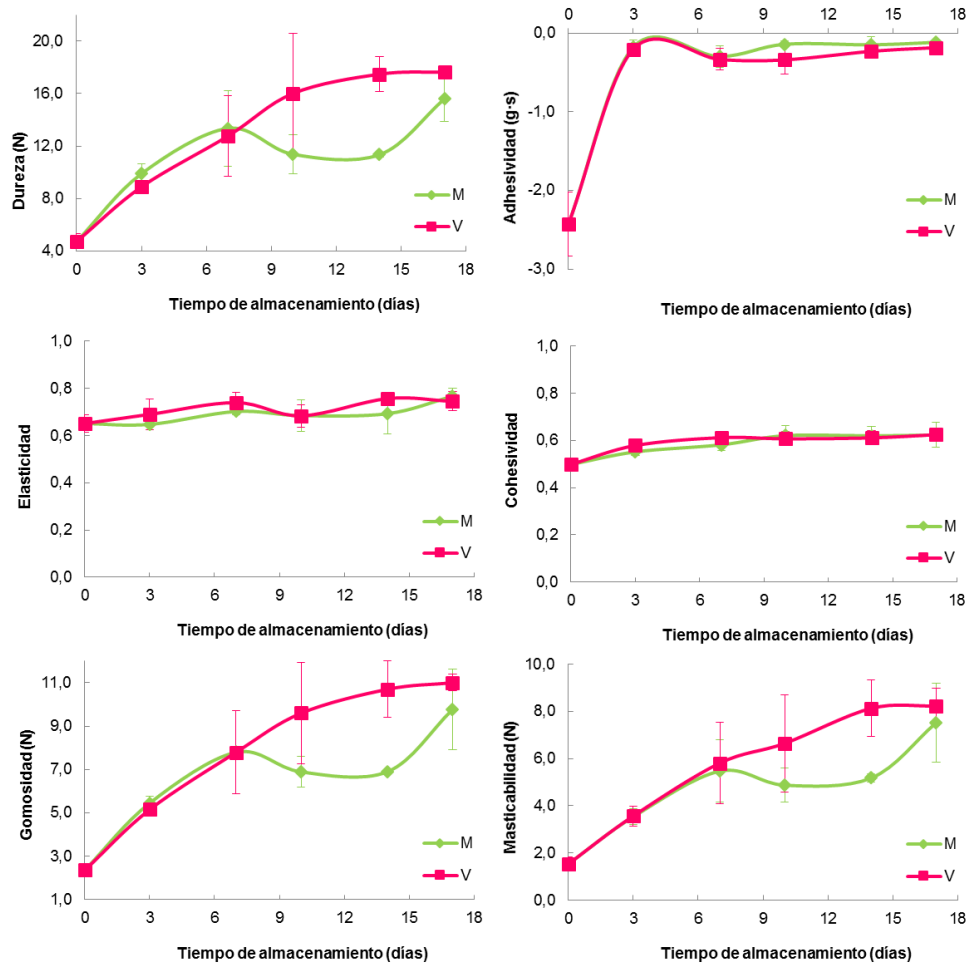 20,0
16,0
12,0
8,0
4,0
Dureza (N)
M
V
0 3 6 9 12 15 18
Tiempo de almacenamiento (días)
0 3 6 9 12 15 18
0,0
-1,0
-2,0
-3,0
Adhesividad (g·s)
M
V
Tiempo de almacenamiento (días)
1,0
0,8
0,6
0,4
0,2
0,0
Elasticidad
M
V
0 3 6 9 12 15 18
Tiempo de almacenamiento (días)
1,0
0,8
0,6
0,4
0,2
0,0
Cohesividad
M
V
0 3 6 9 12 15 18
Tiempo de almacenamiento (días)
11,0
9,0
7,0
5,0
3,0
1,0
Gomosidad (N)
M
V
0 3 6 9 12 15 18
Tiempo de almacenamiento (días)
10,0
8,0
6,0
4,0
2,0
0,0
Masticabilidad (N)
M
V
0 3 6 9 12 15 18
Tiempo de almacenamiento (días)